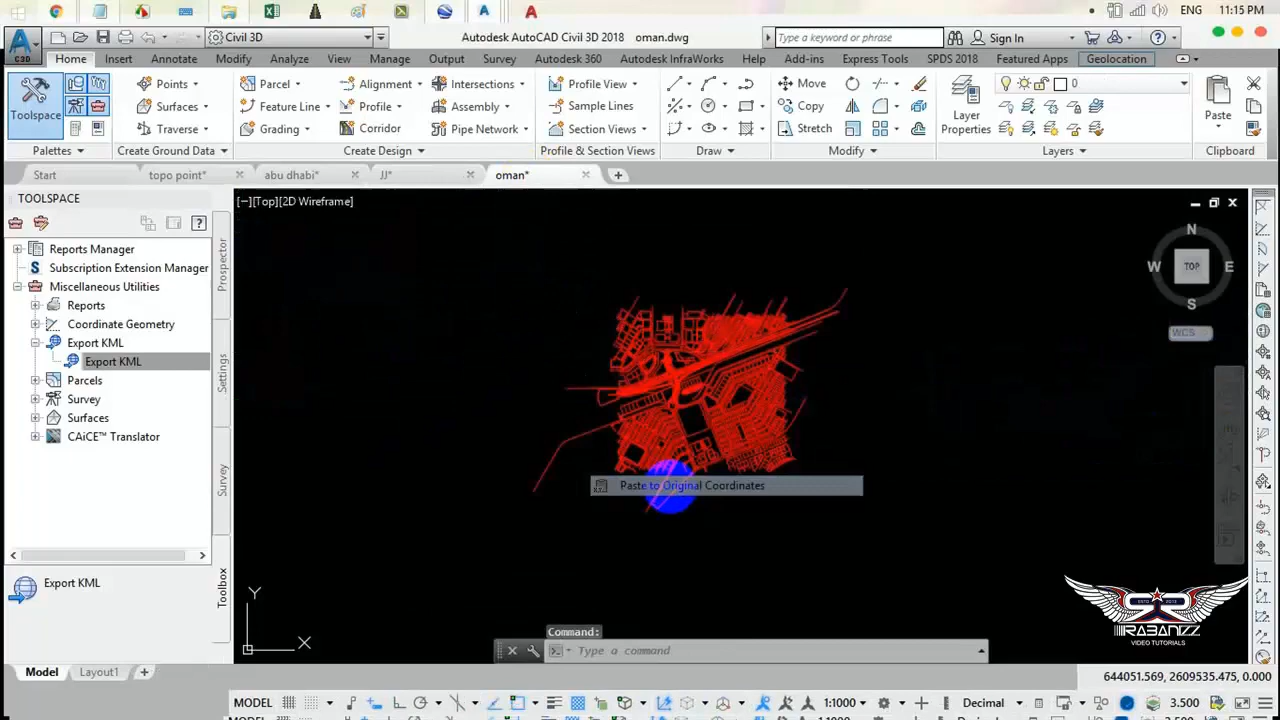 ENG 11:15 PM
Civil 3D
Autodesk AutoCAD Civil 3D 2018 oman.dwg
Type a keyword or phrase
Sign In
C3D
Home Insert Annotate Modify Analyze View Manage Output Survey Autodesk 360 Autodesk InfraWorks Help Add-ins Express Tools SPDS 2018 Featured Apps Geolocation
Toolspace
Points Parcel Alignment Intersections Profile View Move 0
Surfaces Feature Line Profile Assembly Sample Lines Copy
Traverse Grading Corridor Pipe Network Section Views Stretch
Layer Properties
Paste
Palettes Create Ground Data Create Design Profile & Section Views Draw Modify Layers Clipboard
Start topo point* abu dhabi* JJ* oman*
TOOLSPACE
[−][Top][2D Wireframe]
Reports Manager
Subscription Extension Manager
Miscellaneous Utilities
Reports
Coordinate Geometry
Export KML
Export KML
Parcels
Survey
Surfaces
CAiCE™ Translator
Export KML
Prospector
Settings
Survey
Toolbox
N
W TOP E
S
WCS
Paste to Original Coordinates
Y
X
RABANIZZ
VIDEO TUTORIALS
Command:
Type a command
Model Layout1
644051.569, 2609535.475, 0.000
MODEL 1:1000 Decimal 3.500